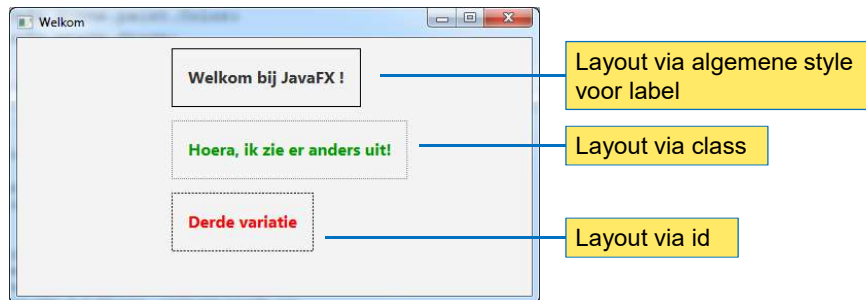 Welkom
Welkom bij JavaFX !
Layout via algemene style
voor label
Hoera, ik zie er anders uit!
Layout via class
Derde variatie
Layout via id